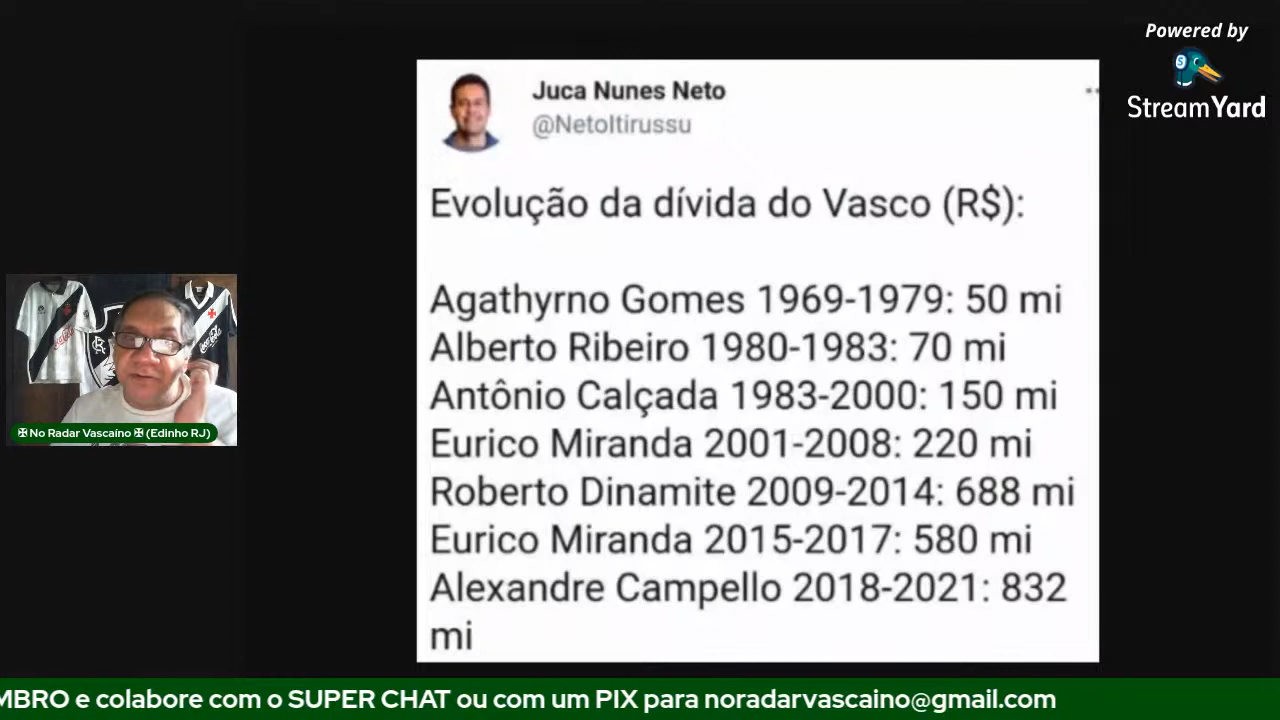 Powered by
StreamYard
Juca Nunes Neto
@NetoItirussu
Evolução da dívida do Vasco (R$):
Agathyrno Gomes 1969-1979: 50 mi
Alberto Ribeiro 1980-1983: 70 mi
Antônio Calçada 1983-2000: 150 mi
Eurico Miranda 2001-2008: 220 mi
Roberto Dinamite 2009-2014: 688 mi
Eurico Miranda 2015-2017: 580 mi
Alexandre Campello 2018-2021: 832
mi
Coca-Cola
✠ No Radar Vascaíno ✠ (Edinho RJ)
MBRO e colabore com o SUPER CHAT ou com um PIX para noradarvascaino@gmail.com